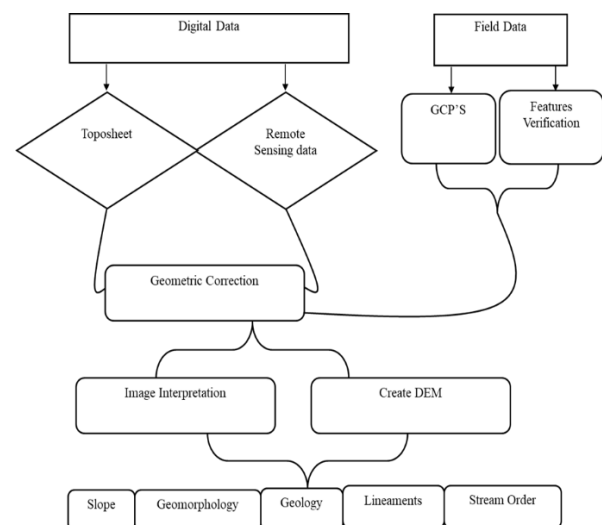 Digital Data
Field Data
Toposheet
Remote
Sensing data
GCP'S
Features
Verification
Geometric Correction
Image Interpretation
Create DEM
Slope
Geomorphology
Geology
Lineaments
Stream Order